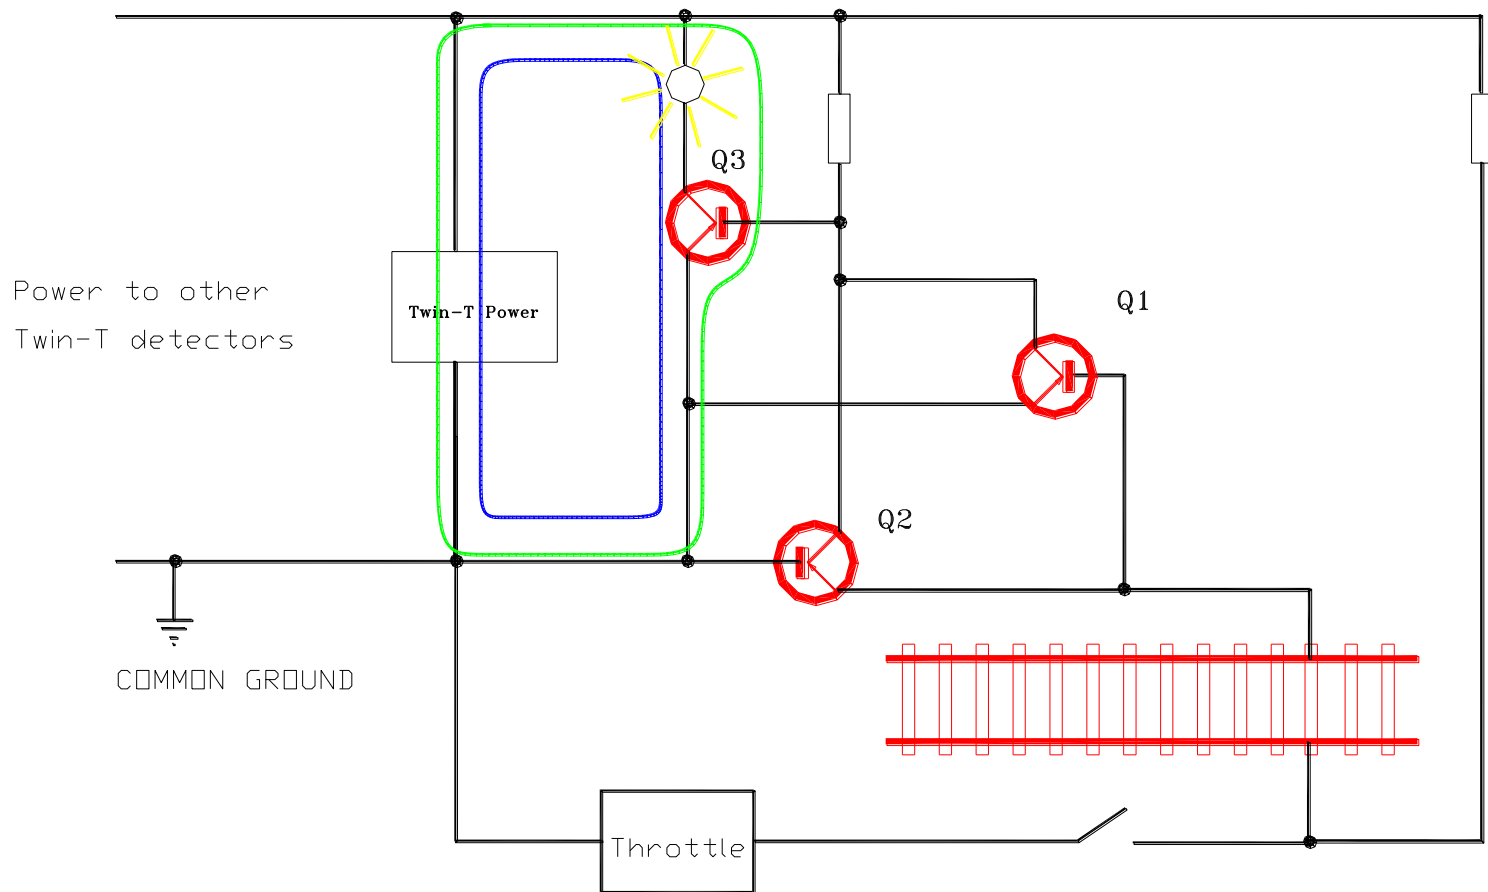 Q3
Power to other
Twin-T detectors
Twin-T Power
Q1
Q2
COMMON GROUND
Throttle